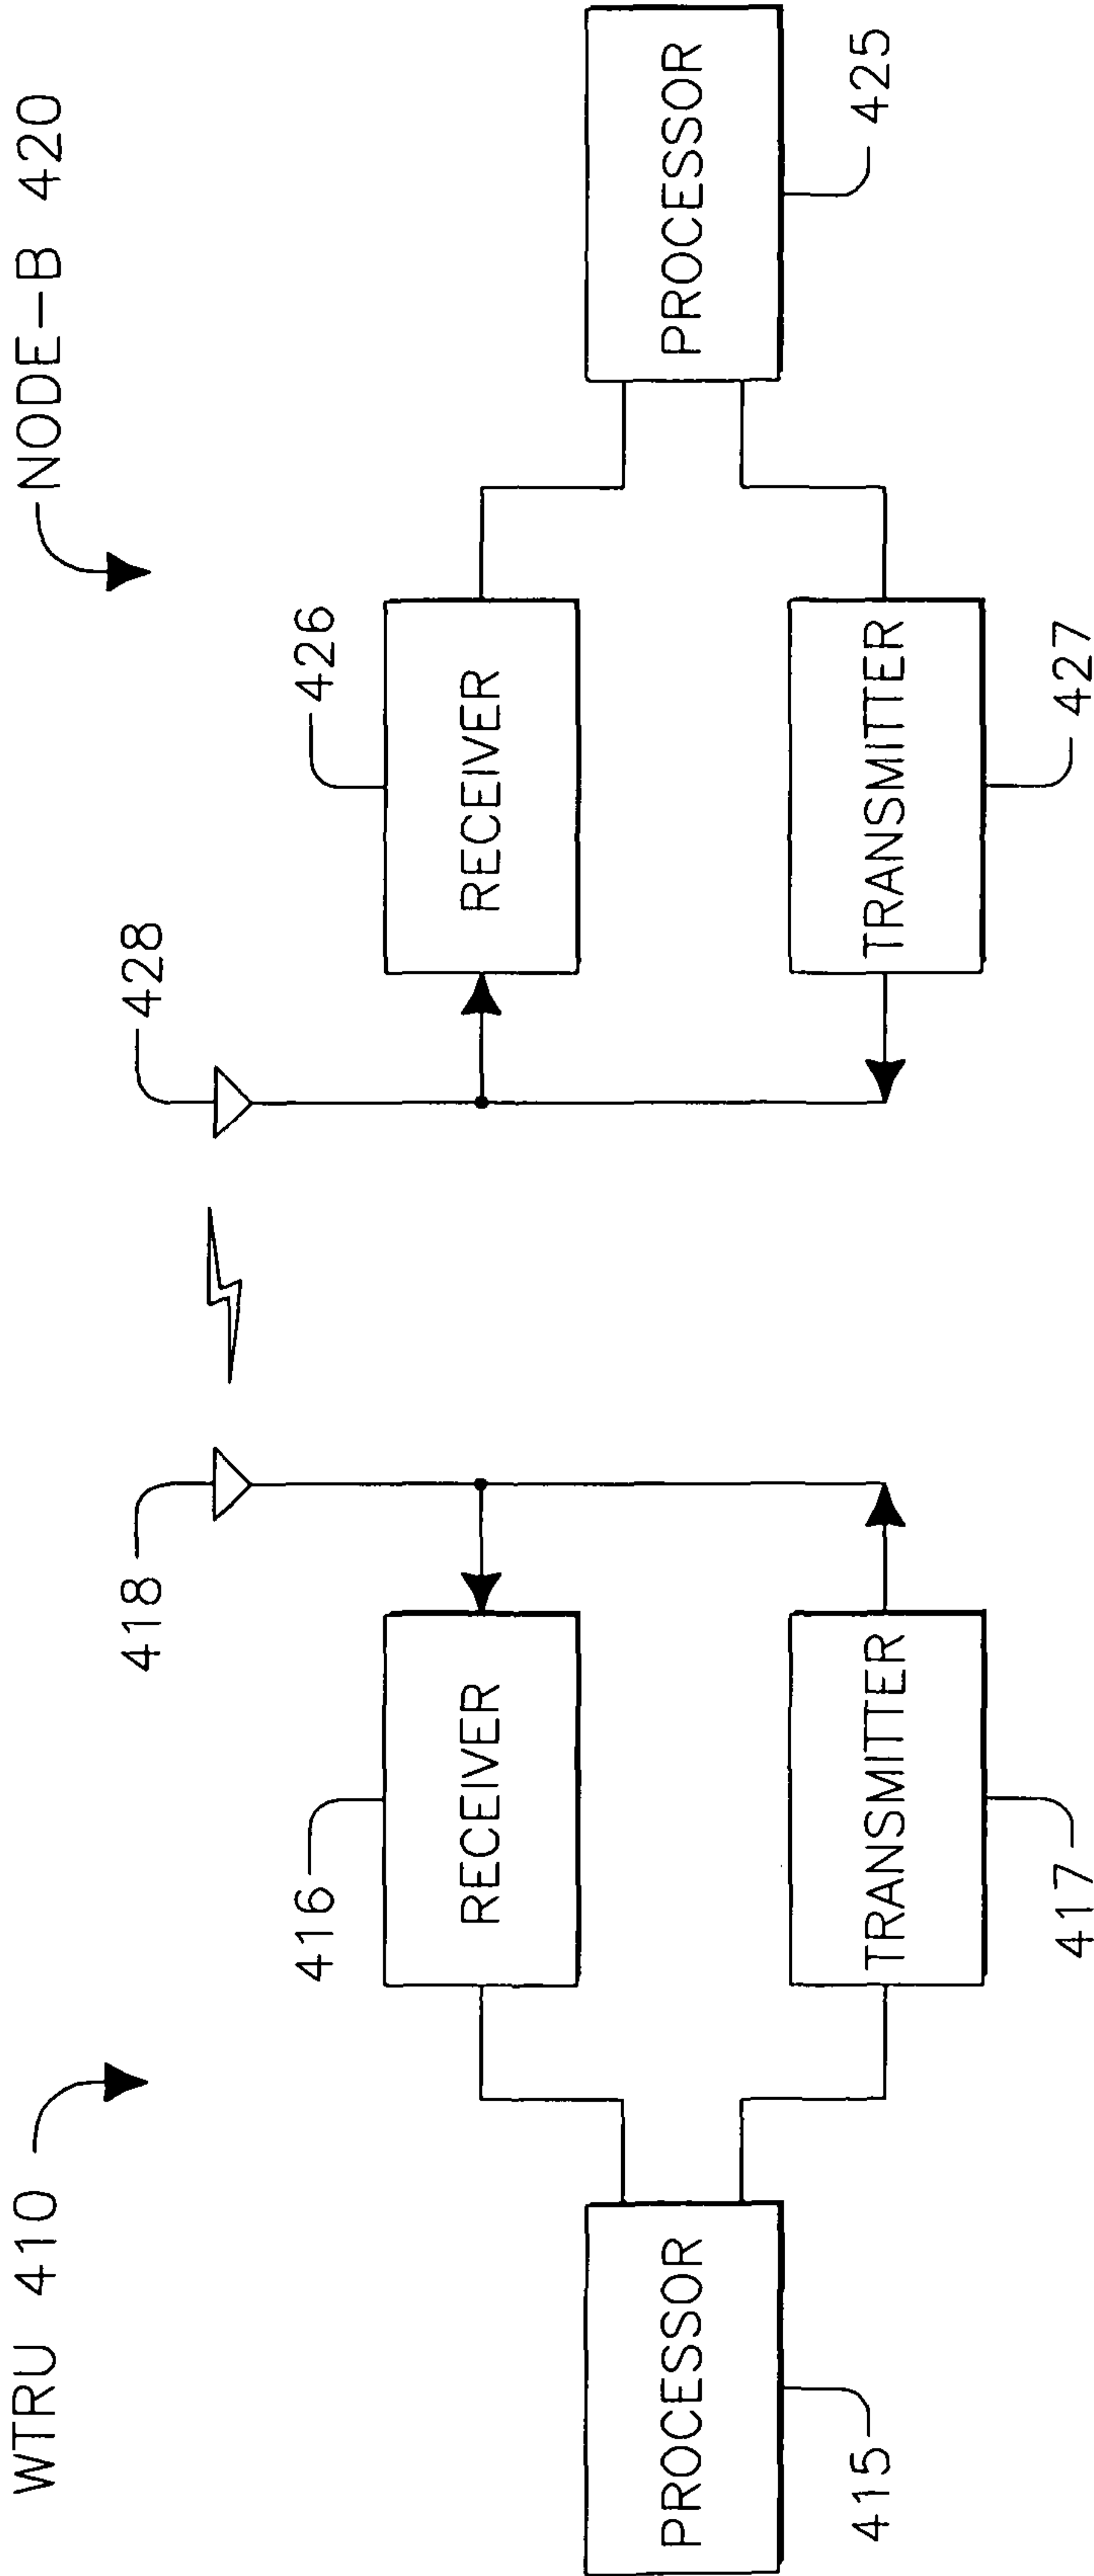 WTRU 410
NODE-B 420
418
428
416
426
RECEIVER
RECEIVER
PROCESSOR
PROCESSOR
415
425
TRANSMITTER
TRANSMITTER
417
427